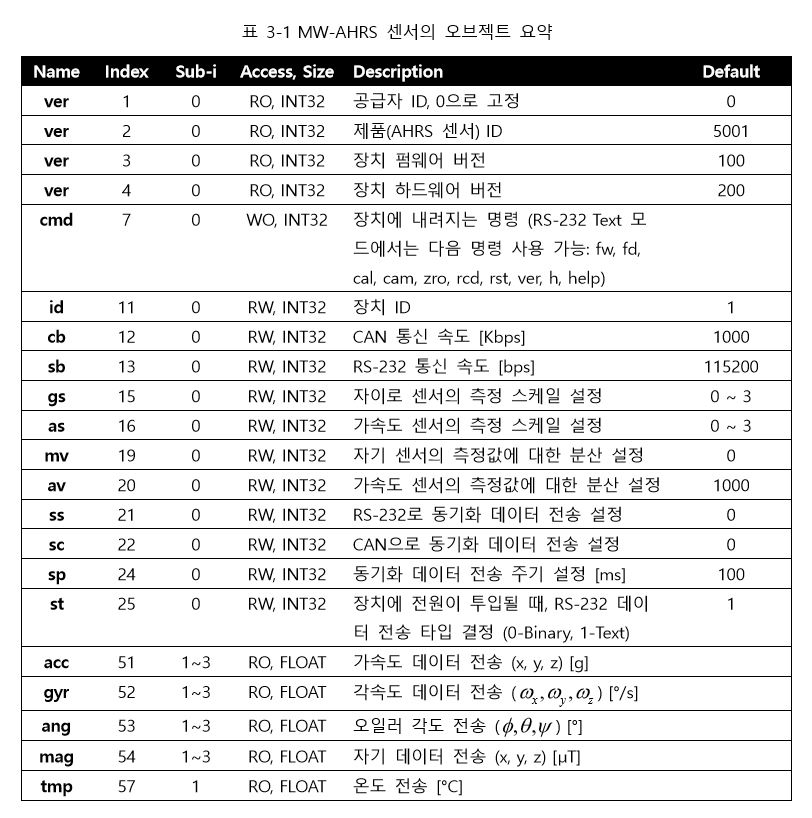 표 3-1 MW-AHRS 센서의 오브젝트 요약
Name Index Sub-i Access, Size Description Default
ver 1 0 RO, INT32 공급자 ID, 0으로 고정 0
ver 2 0 RO, INT32 제품(AHRS 센서) ID 5001
ver 3 0 RO, INT32 장치 펌웨어 버전 100
ver 4 0 RO, INT32 장치 하드웨어 버전 200
cmd 7 0 WO, INT32 장치에 내려지는 명령 (RS-232 Text 모
드에서는 다음 명령 사용 가능: fw, fd,
cal, cam, zro, rcd, rst, ver, h, help)
id 11 0 RW, INT32 장치 ID 1
cb 12 0 RW, INT32 CAN 통신 속도 [Kbps] 1000
sb 13 0 RW, INT32 RS-232 통신 속도 [bps] 115200
gs 15 0 RW, INT32 자이로 센서의 측정 스케일 설정 0 ~ 3
as 16 0 RW, INT32 가속도 센서의 측정 스케일 설정 0 ~ 3
mv 19 0 RW, INT32 자기 센서의 측정값에 대한 분산 설정 0
av 20 0 RW, INT32 가속도 센서의 측정값에 대한 분산 설정 1000
ss 21 0 RW, INT32 RS-232로 동기화 데이터 전송 설정 0
sc 22 0 RW, INT32 CAN으로 동기화 데이터 전송 설정 0
sp 24 0 RW, INT32 동기화 데이터 전송 주기 설정 [ms] 100
st 25 0 RW, INT32 장치에 전원이 투입될 때, RS-232 데이 1
터 전송 타입 결정 (0-Binary, 1-Text)
acc 51 1~3 RO, FLOAT 가속도 데이터 전송 (x, y, z) [g]
gyr 52 1~3 RO, FLOAT 각속도 데이터 전송 (ωx, ωy, ωz) [°/s]
ang 53 1~3 RO, FLOAT 오일러 각도 전송 (ϕ,θ,ψ) [°]
mag 54 1~3 RO, FLOAT 자기 데이터 전송 (x, y, z) [μT]
tmp 57 1 RO, FLOAT 온도 전송 [°C]